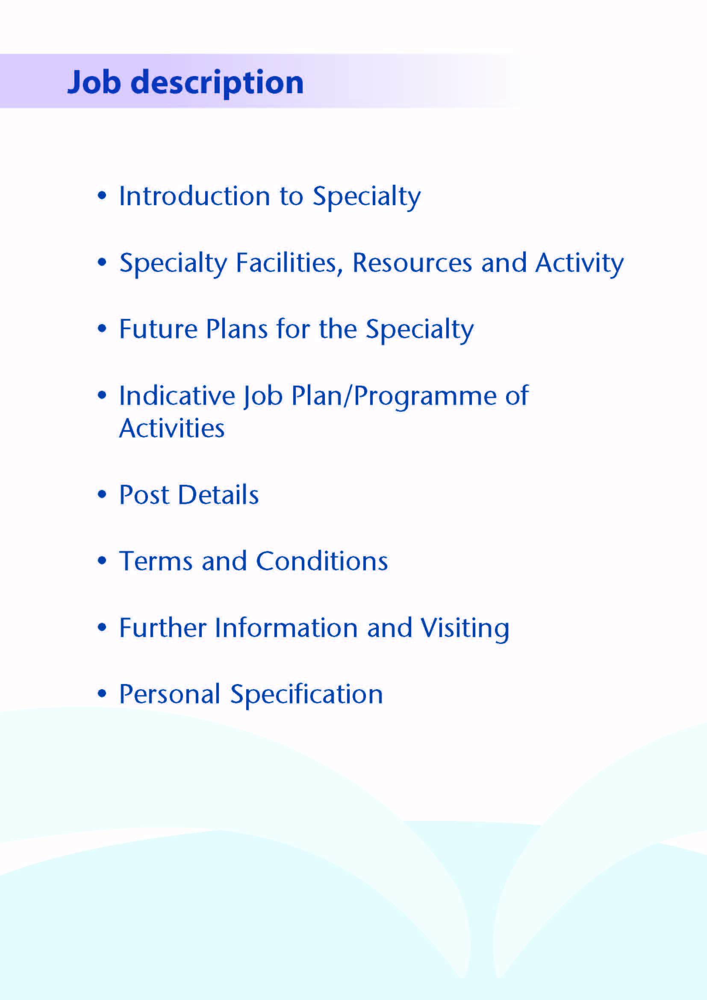 Job description
• Introduction to Specialty
• Specialty Facilities, Resources and Activity
• Future Plans for the Specialty
• Indicative Job Plan/Programme of
Activities
• Post Details
• Terms and Conditions
• Further Information and Visiting
• Personal Specification